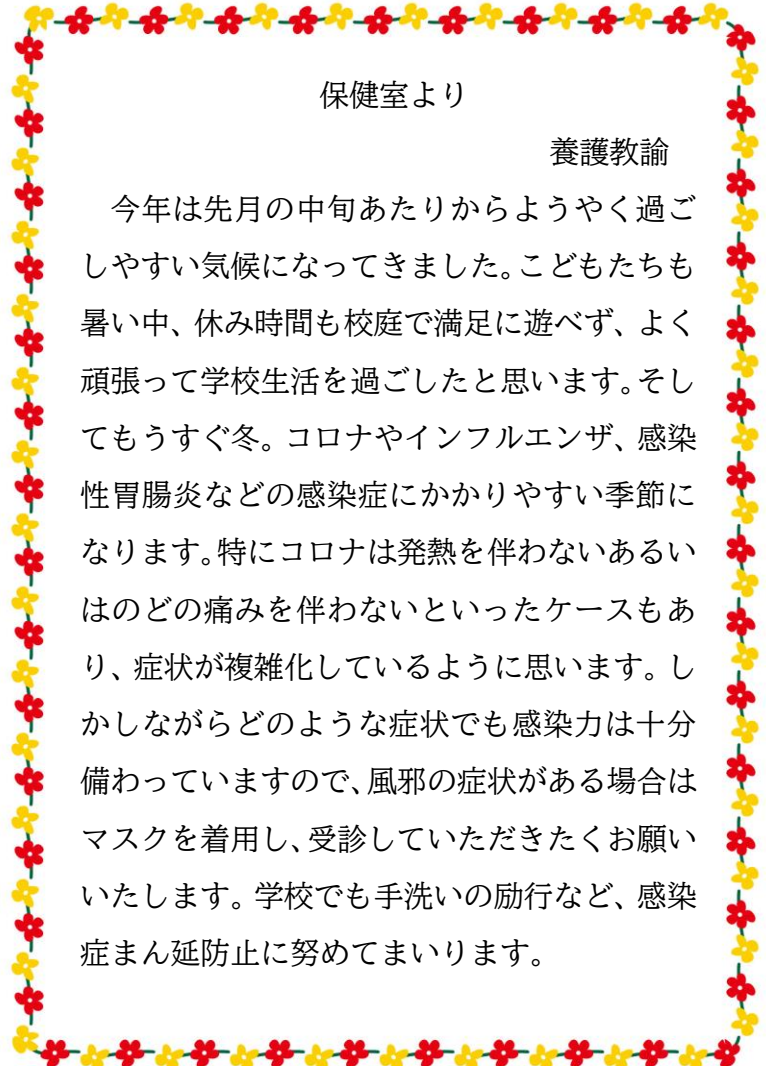 保健室より
養護教諭
　今年は先月の中旬あたりからようやく過ご
しやすい気候になってきました。こどもたちも
暑い中、休み時間も校庭で満足に遊べず、よく
頑張って学校生活を過ごしたと思います。そし
てもうすぐ冬。コロナやインフルエンザ、感染
性胃腸炎などの感染症にかかりやすい季節に
なります。特にコロナは発熱を伴わないあるい
はのどの痛みを伴わないといったケースもあ
り、症状が複雑化しているように思います。し
かしながらどのような症状でも感染力は十分
備わっていますので、風邪の症状がある場合は
マスクを着用し、受診していただきたくお願い
いたします。学校でも手洗いの励行など、感染
症まん延防止に努めてまいります。